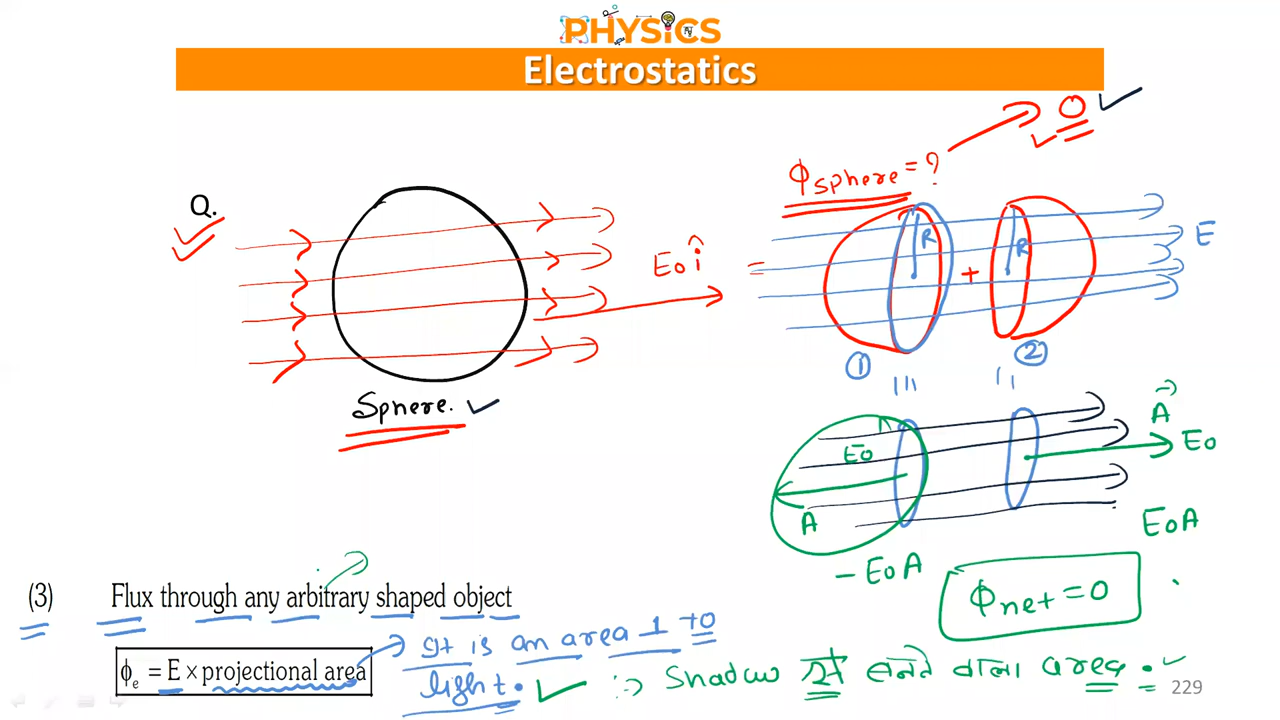 PHYSICS
Electrostatics
Q.
Φsphere = ?
0
E₀ î
=
R
+
R
E
①
②
Sphere.
E₀
A
A⃗
E₀
-E₀A
E₀A
Φnet = 0
(3) Flux through any arbitrary shaped object
ϕₑ = E × projectional area
It is an area ⊥ to
light.
∴ Shadow से बनने वाला area.
229